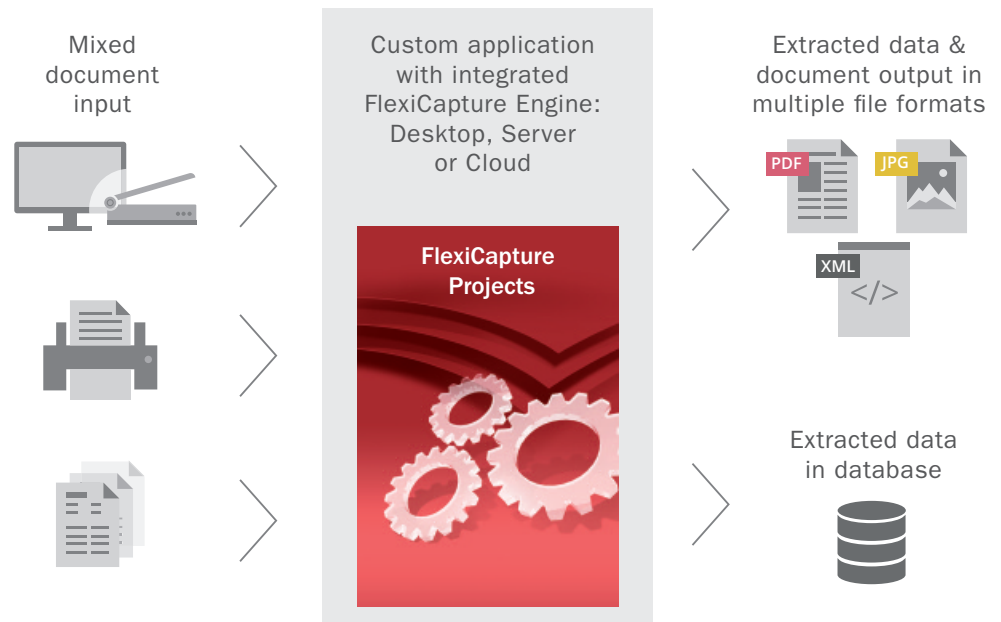 Mixed
document
input
Custom application
with integrated
FlexiCapture Engine:
Desktop, Server
or Cloud
FlexiCapture
Projects
Extracted data &
document output in
multiple file formats
PDF
JPG
XML
</>
Extracted data
in database